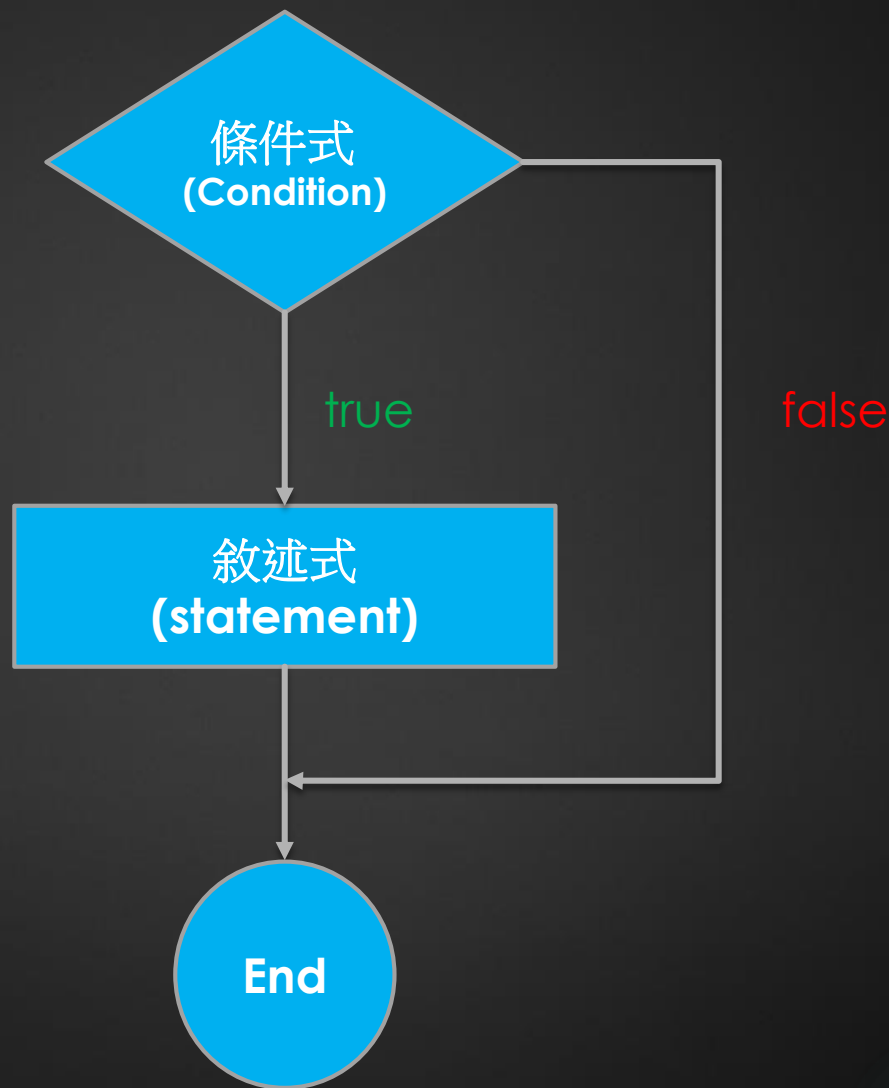 條件式
(Condition)
true
false
敘述式
(statement)
End